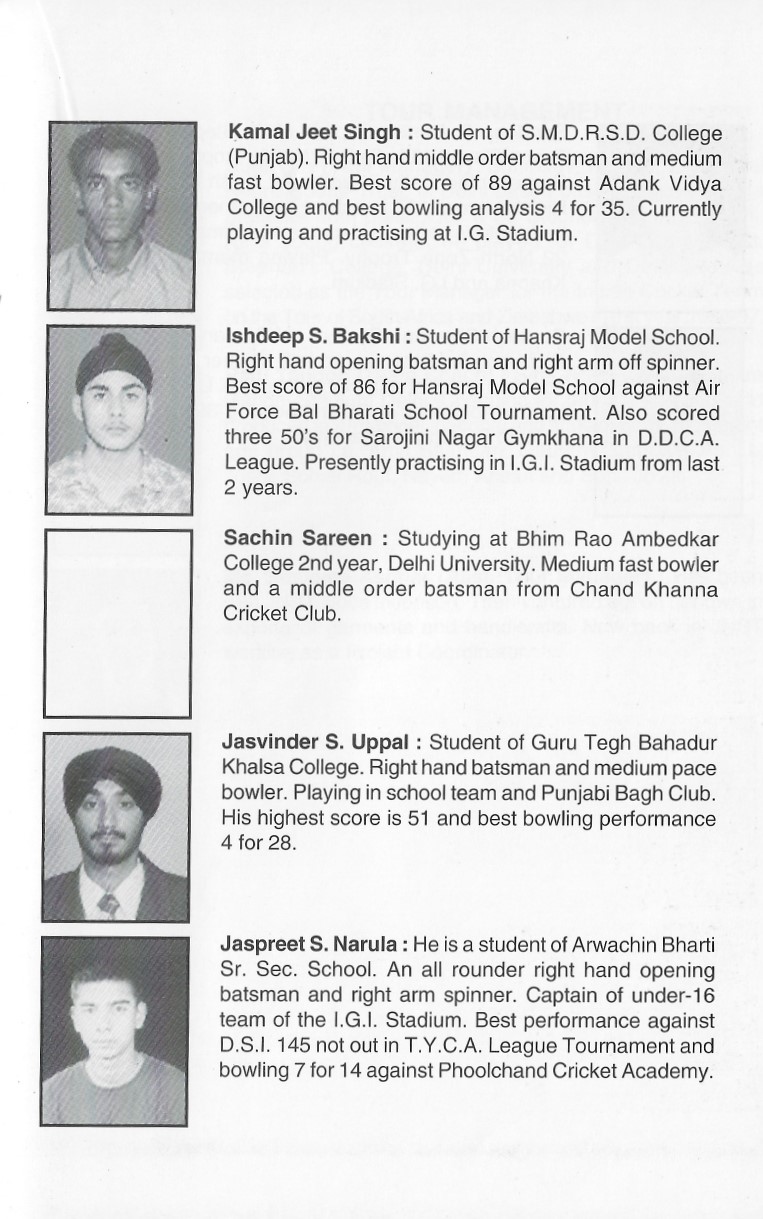 Kamal Jeet Singh : Student of S.M.D.R.S.D. College
(Punjab). Right hand middle order batsman and medium
fast bowler. Best score of 89 against Adank Vidya
College and best bowling analysis 4 for 35. Currently
playing and practising at I.G. Stadium.
Ishdeep S. Bakshi : Student of Hansraj Model School.
Right hand opening batsman and right arm off spinner.
Best score of 86 for Hansraj Model School against Air
Force Bal Bharati School Tournament. Also scored
three 50's for Sarojini Nagar Gymkhana in D.D.C.A.
League. Presently practising in I.G.I. Stadium from last
2 years.
Sachin Sareen : Studying at Bhim Rao Ambedkar
College 2nd year, Delhi University. Medium fast bowler
and a middle order batsman from Chand Khanna
Cricket Club.
Jasvinder S. Uppal : Student of Guru Tegh Bahadur
Khalsa College. Right hand batsman and medium pace
bowler. Playing in school team and Punjabi Bagh Club.
His highest score is 51 and best bowling performance
4 for 28.
Jaspreet S. Narula : He is a student of Arwachin Bharti
Sr. Sec. School. An all rounder right hand opening
batsman and right arm spinner. Captain of under-16
team of the I.G.I. Stadium. Best performance against
D.S.I. 145 not out in T.Y.C.A. League Tournament and
bowling 7 for 14 against Phoolchand Cricket Academy.